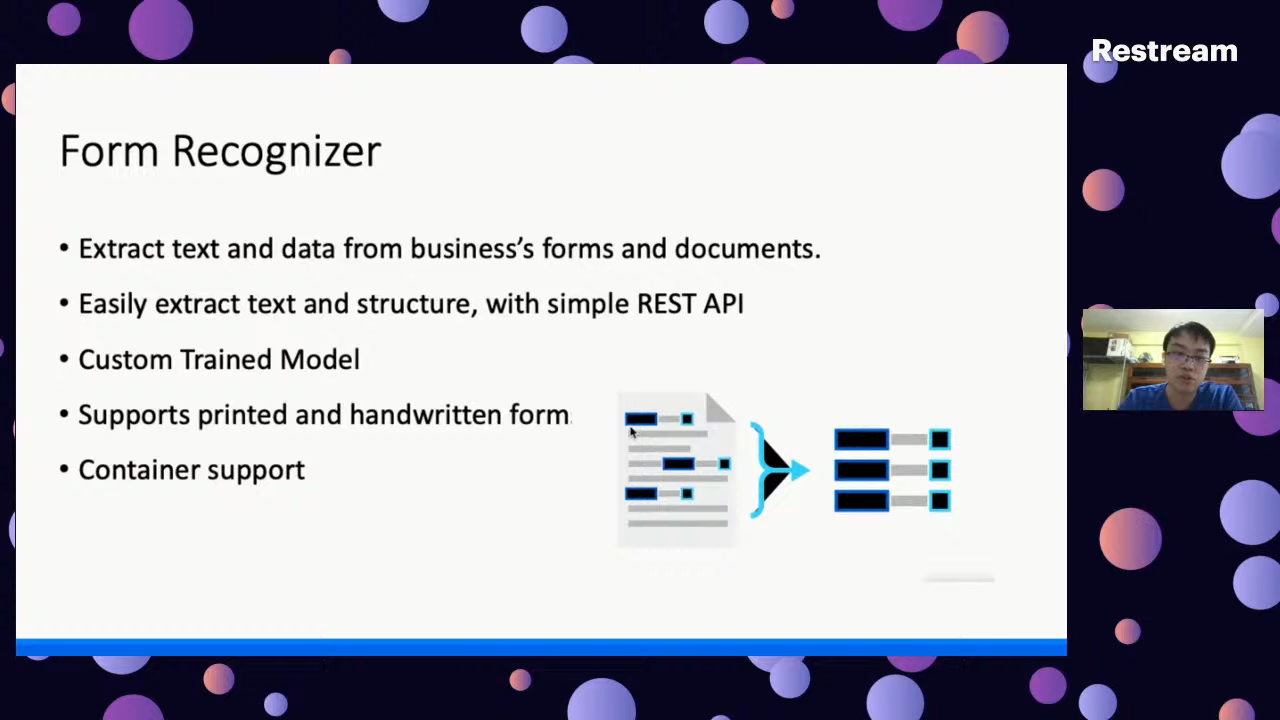 Restream
Form Recognizer
• Extract text and data from business’s forms and documents.
• Easily extract text and structure, with simple REST API
• Custom Trained Model
• Supports printed and handwritten form.
• Container support